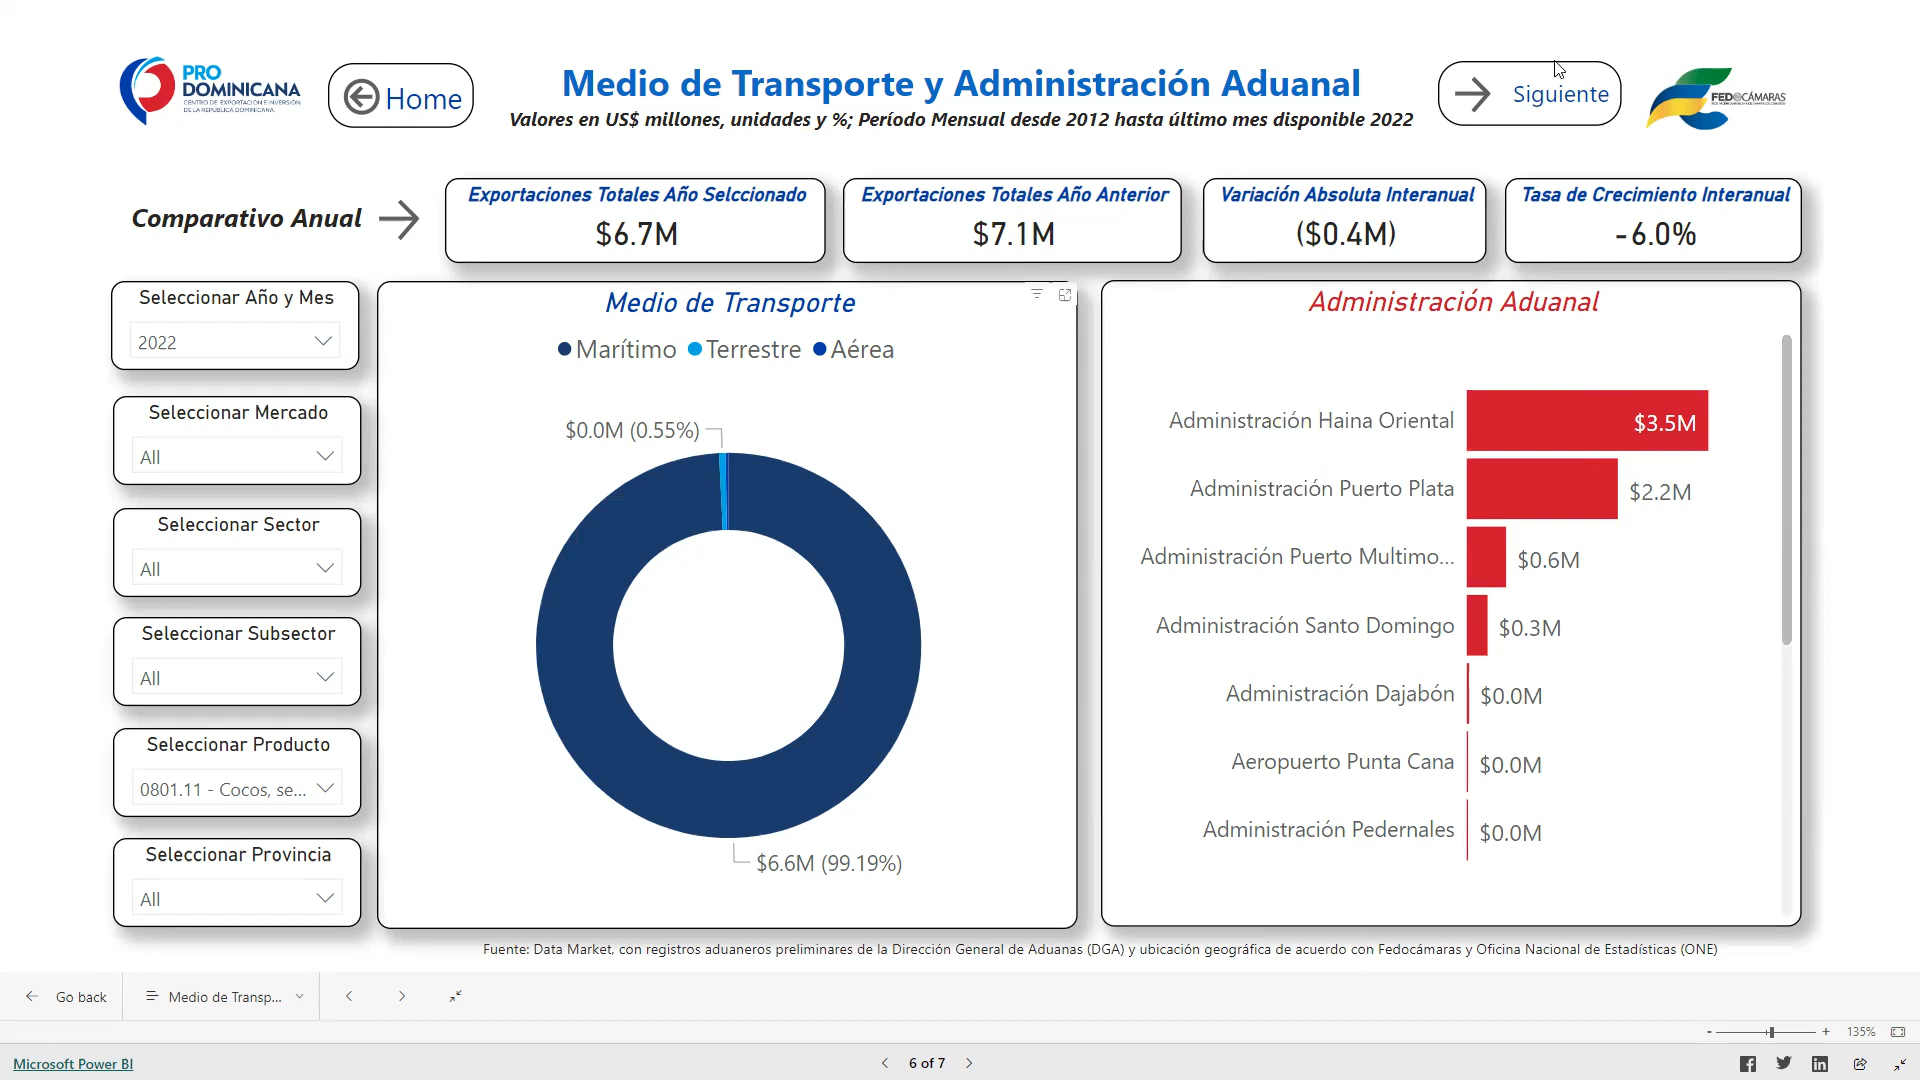 PRO
DOMINICANA
CENTRO DE EXPORTACIÓN E INVERSIÓN
DE LA REPÚBLICA DOMINICANA.
Home
Medio de Transporte y Administración Aduanal
Valores en US$ millones, unidades y %; Período Mensual desde 2012 hasta último mes disponible 2022
Siguiente
FEDOCÁMARAS
Comparativo Anual
Exportaciones Totales Año Selccionado
$6.7M
Exportaciones Totales Año Anterior
$7.1M
Variación Absoluta Interanual
($0.4M)
Tasa de Crecimiento Interanual
-6.0%
Seleccionar Año y Mes
2022
Seleccionar Mercado
All
Seleccionar Sector
All
Seleccionar Subsector
All
Seleccionar Producto
0801.11 - Cocos, se...
Seleccionar Provincia
All
Medio de Transporte
Marítimo Terrestre Aérea
$0.0M (0.55%)
$6.6M (99.19%)
Administración Aduanal
Administración Haina Oriental $3.5M
Administración Puerto Plata $2.2M
Administración Puerto Multimo... $0.6M
Administración Santo Domingo $0.3M
Administración Dajabón $0.0M
Aeropuerto Punta Cana $0.0M
Administración Pedernales $0.0M
Fuente: Data Market, con registros aduaneros preliminares de la Dirección General de Aduanas (DGA) y ubicación geográfica de acuerdo con Fedocámaras y Oficina Nacional de Estadísticas (ONE)
Go back
Medio de Transp...
- + 135%
Microsoft Power BI
6 of 7